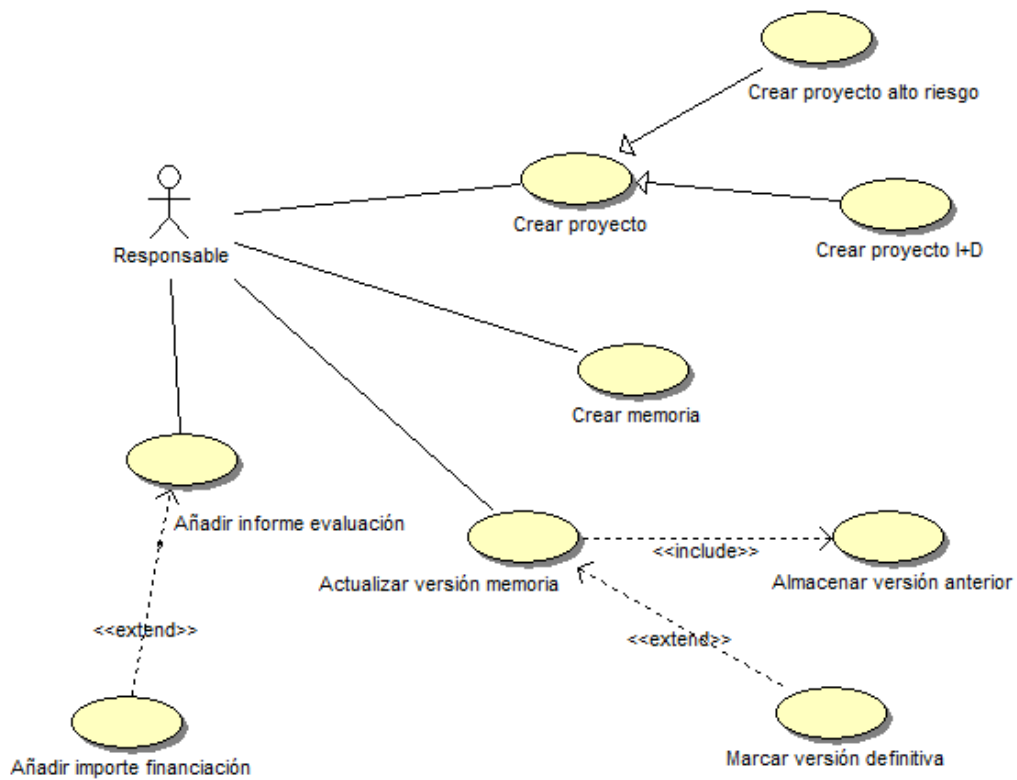 Crear proyecto alto riesgo
Crear proyecto
Crear proyecto I+D
Responsable
Crear memoria
Añadir informe evaluación
Actualizar versión memoria
<<include>>
Almacenar versión anterior
<<extend>>
<<extend>>
Añadir importe financiación
Marcar versión definitiva